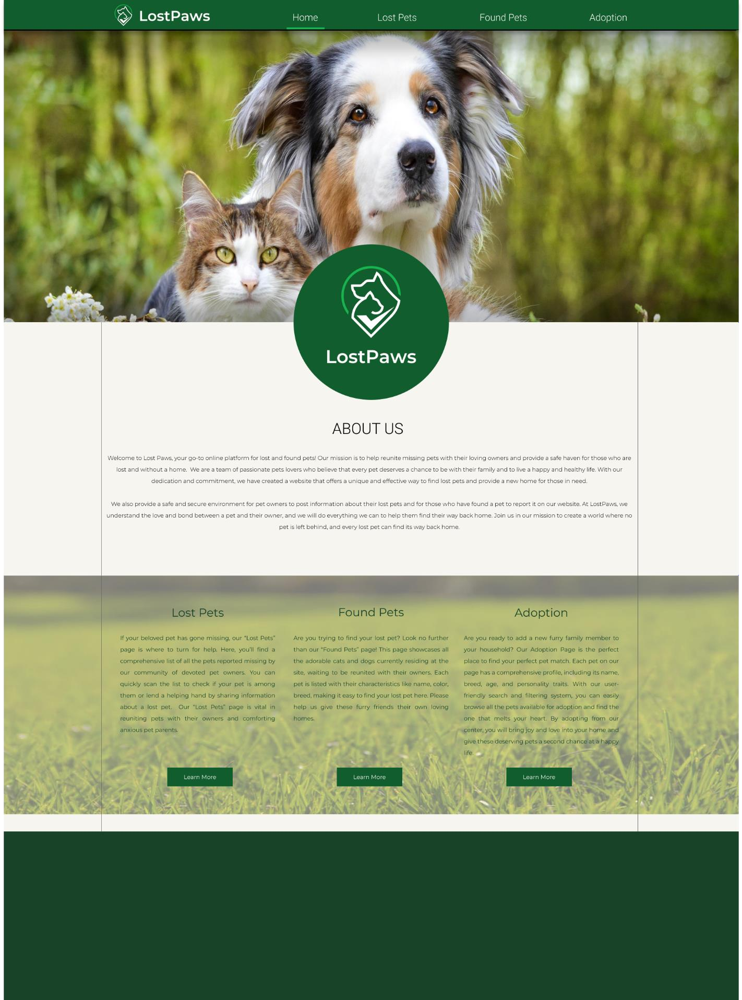 LostPaws
Home
Lost Pets
Found Pets
Adoption
LostPaws
ABOUT US
Welcome to Lost Paws, your go-to online platform for lost and found pets! Our mission is to help reunite missing pets with their loving owners and provide a safe haven for those who are
lost and without a home.  We are a team of passionate pets lovers who believe that every pet deserves a chance to be with their family and to live a happy and healthy life. With our
dedication and commitment, we have created a website that offers a unique and effective way to find lost pets and provide a new home for those in need.
We also provide a safe and secure environment for pet owners to post information about their lost pets and for those who have found a pet to report it on our website. At LostPaws, we
understand the love and bond between a pet and their owner, and we will do everything we can to help them find their way back home. Join us in our mission to create a world where no
pet is left behind, and every lost pet can find its way back home.
Lost Pets
If your beloved pet has gone missing, our “Lost Pets”
page is where to turn for help. Here, you’ll find a
comprehensive list of all the pets reported missing by
our community of devoted pet owners. You can
quickly scan the list to check if your pet is among
them or lend a helping hand by sharing information
about a lost pet.  Our “Lost Pets” page is vital in
reuniting pets with their owners and comforting
anxious pet parents.
Learn More
Found Pets
Are you trying to find your lost pet? Look no further
than our “Found Pets” page! This page showcases all
the adorable cats and dogs currently residing at the
site, waiting to be reunited with their owners. Each
pet is listed with their characteristics like name, color,
breed, making it easy to find your lost pet here. Please
help us give these furry friends their own loving
homes.
Learn More
Adoption
Are you ready to add a new furry family member to
your household? Our Adoption Page is the perfect
place to find your perfect pet match. Each pet on our
page has a comprehensive profile, including its name,
breed, age, and personality traits. With our user-
friendly search and filtering system, you can easily
browse all the pets available for adoption and find the
one that melts your heart. By adopting from our
center, you will bring joy and love into your home and
give these deserving pets a second chance at a happy
life.
Learn More